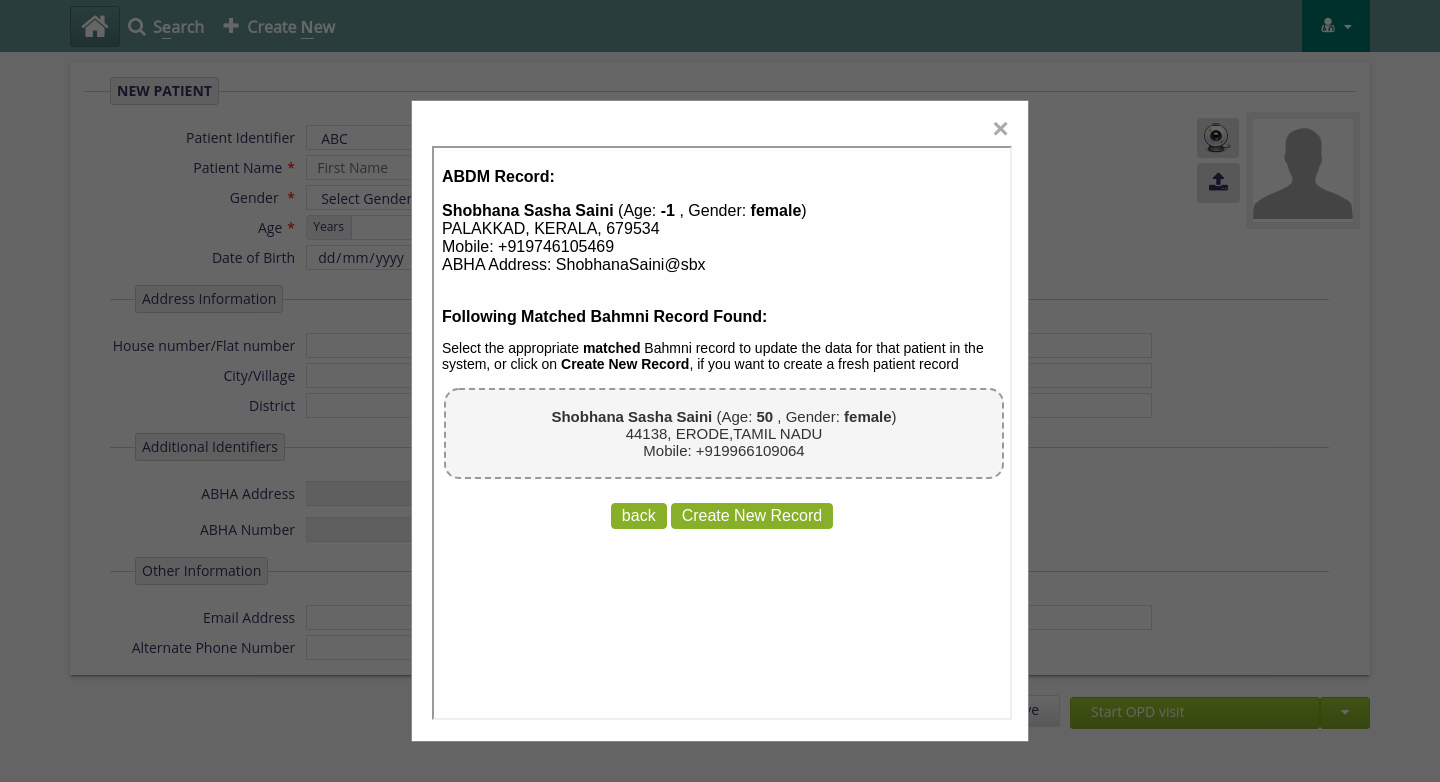 Search
Create New
NEW PATIENT
Patient Identifier
ABC
Patient Name *
First Name
Gender *
Select Gender
Age *
Years
Date of Birth
dd/mm/yyyy
Address Information
House number/Flat number
City/Village
District
Additional Identifiers
ABHA Address
ABHA Number
Other Information
Email Address
Alternate Phone Number
×
ABDM Record:
Shobhana Sasha Saini (Age: -1 , Gender: female)
PALAKKAD, KERALA, 679534
Mobile: +919746105469
ABHA Address: ShobhanaSaini@sbx
Following Matched Bahmni Record Found:
Select the appropriate matched Bahmni record to update the data for that patient in the
system, or click on Create New Record, if you want to create a fresh patient record
Shobhana Sasha Saini (Age: 50 , Gender: female)
44138, ERODE,TAMIL NADU
Mobile: +919966109064
back
Create New Record
Start OPD visit